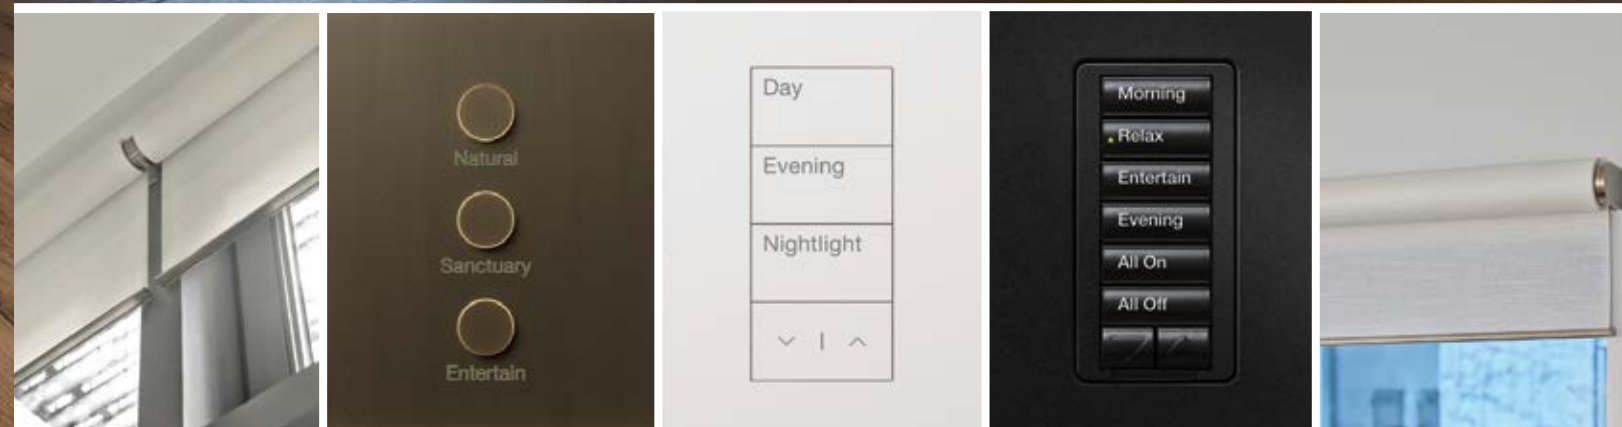 Natural
Sanctuary
Entertain
Day
Evening
Nightlight
Morning
Relax
Entertain
Evening
All On
All Off